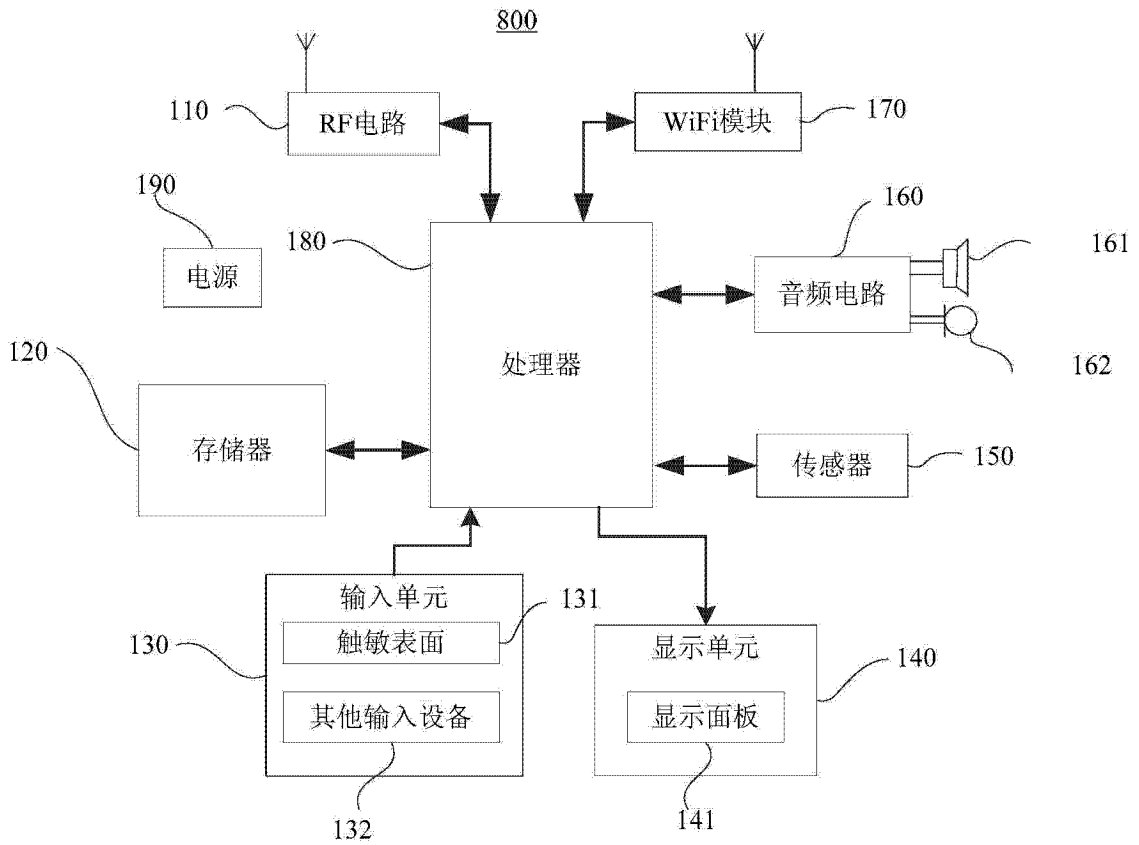 800
110
RF电路
WiFi模块
170
190
电源
180
处理器
160
音频电路
161
162
120
存储器
传感器
150
输入单元
131
触敏表面
130
其他输入设备
132
显示单元
140
显示面板
141